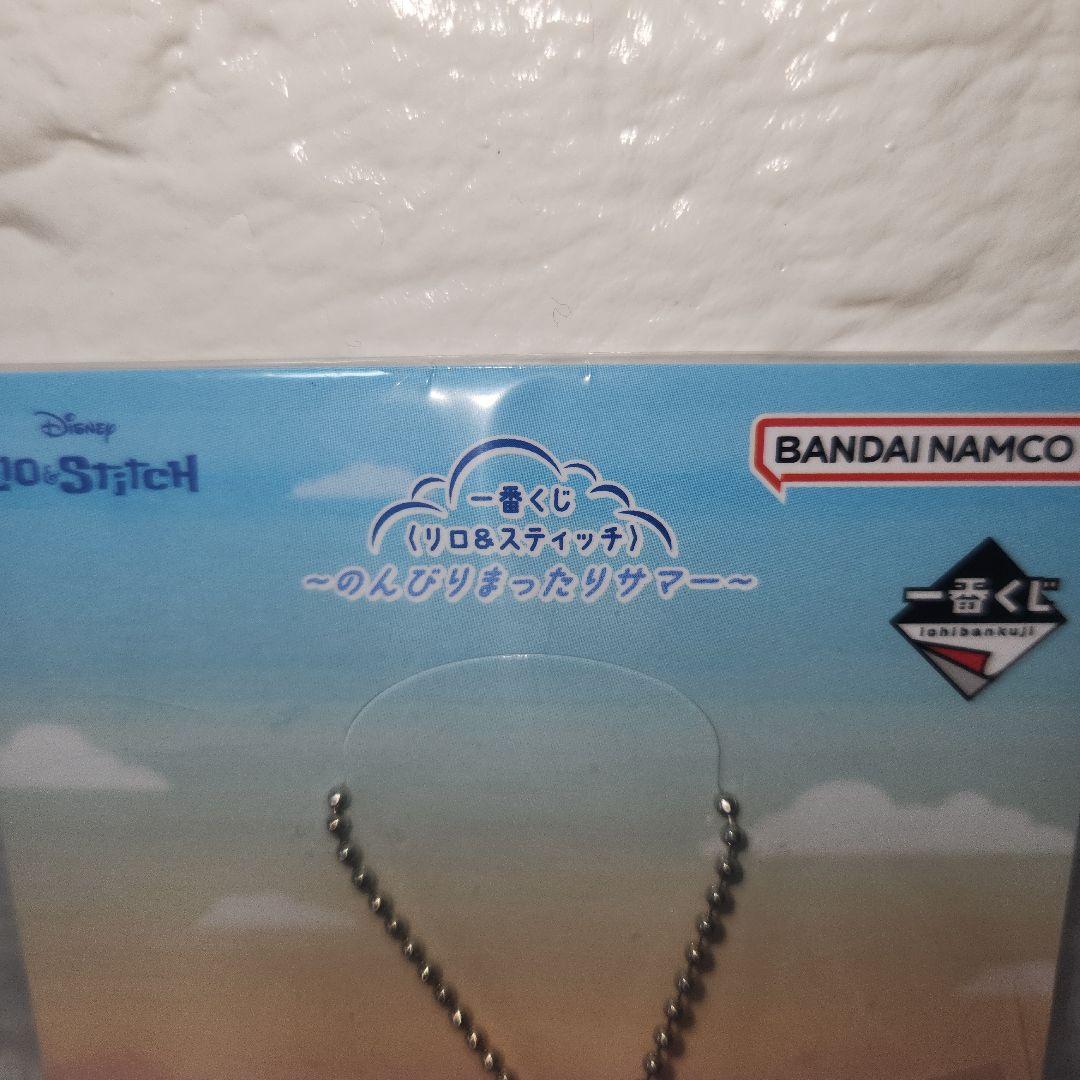 Disney
LILO & STITCH
一番くじ
〈リロ&スティッチ〉
～のんびりまったりサマー～
BANDAI NAMCO
一番くじ
ichibankuji